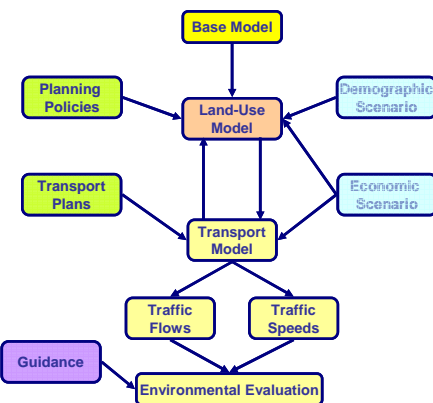 Base Model
Planning
Policies
Land-Use
Model
Demographic
Scenario
Transport
Plans
Economic
Scenario
Transport
Model
Traffic
Flows
Traffic
Speeds
Guidance
Environmental Evaluation